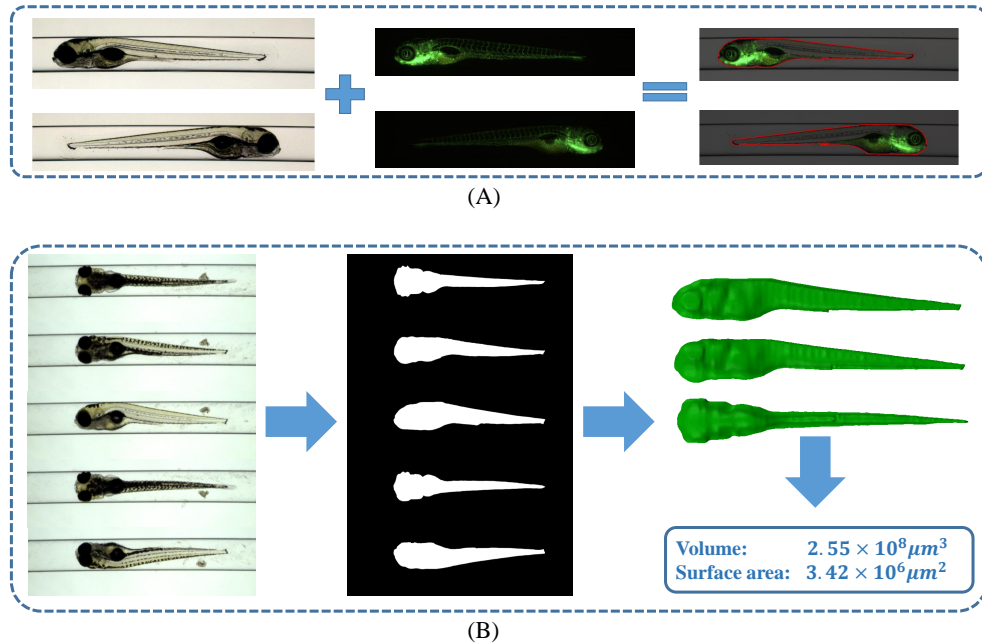 (A)
Volume: 2.55 × 10⁸μm³
Surface area: 3.42 × 10⁶μm²
(B)